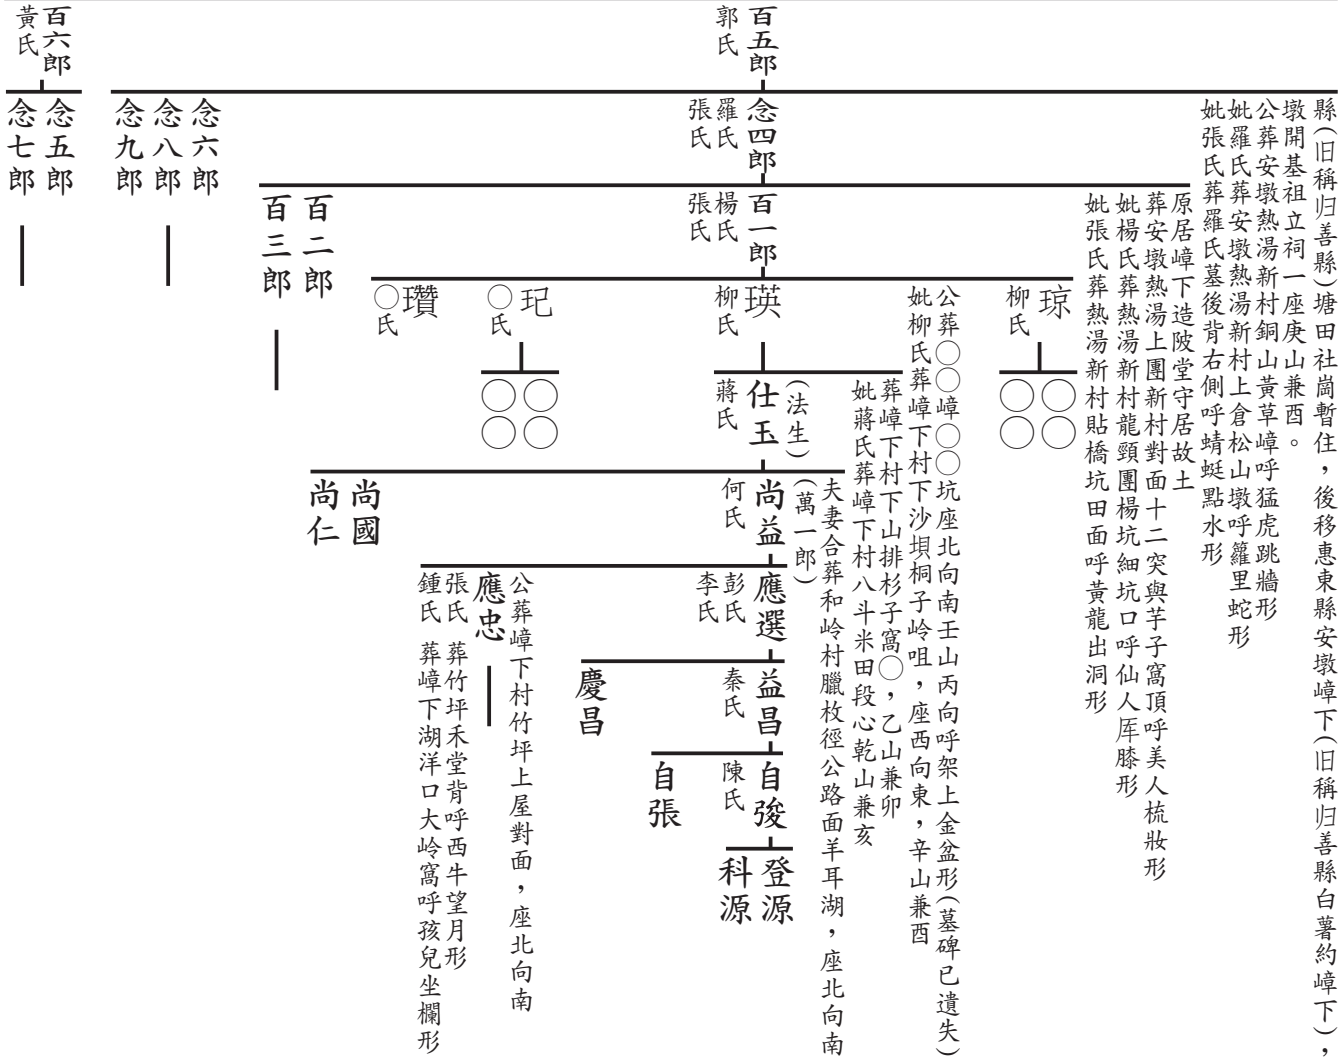 縣(旧稱归善縣)塘田社崗暫住，後移惠東縣安墩嶂下(旧稱归善縣白薯約嶂下)，
墩開基祖立祠一座庚山兼酉。
公葬安墩熱湯新村銅山黃草嶂呼猛虎跳牆形
妣羅氏葬安墩熱湯新村上倉松山墩呼籮里蛇形
妣張氏葬羅氏墓後背右側呼蜻蜓點水形
百五郎
郭氏
百六郎
黃氏
念四郎
羅氏
張氏
念六郎
念八郎
念九郎
念五郎
念七郎
原居嶂下造陂堂守居故土
葬安墩熱湯上團新村對面十二突與芋子窩頂呼美人梳妝形
妣楊氏葬熱湯新村龍頸團楊坑細坑口呼仙人厍膝形
妣張氏葬熱湯新村貼橋坑田面呼黃龍出洞形
百一郎
楊氏
張氏
百二郎
百三郎
琼
柳氏
○○
○○
公葬○○嶂○○坑座北向南壬山丙向呼架上金盆形(墓碑已遺失)
妣柳氏葬嶂下村下沙坝桐子岭咀，座西向東，辛山兼酉
瑛
柳氏
玘
○氏
○○
○○
瓚
○氏
葬嶂下村下山排杉子窩○，乙山兼卯
妣蔣氏葬嶂下村八斗米田段心乾山兼亥
(法生)
仕玉
蔣氏
夫妻合葬和岭村臘枚徑公路面羊耳湖，座北向南
(萬一郎)
尚益
何氏
尚國
尚仁
應選
彭氏
李氏
公葬嶂下村竹坪上屋對面，座北向南
應忠
張氏 葬竹坪禾堂背呼西牛望月形
鍾氏 葬嶂下湖洋口大岭窩呼孩兒坐欄形
益昌
秦氏
慶昌
自弢
陳氏
自張
登源
科源